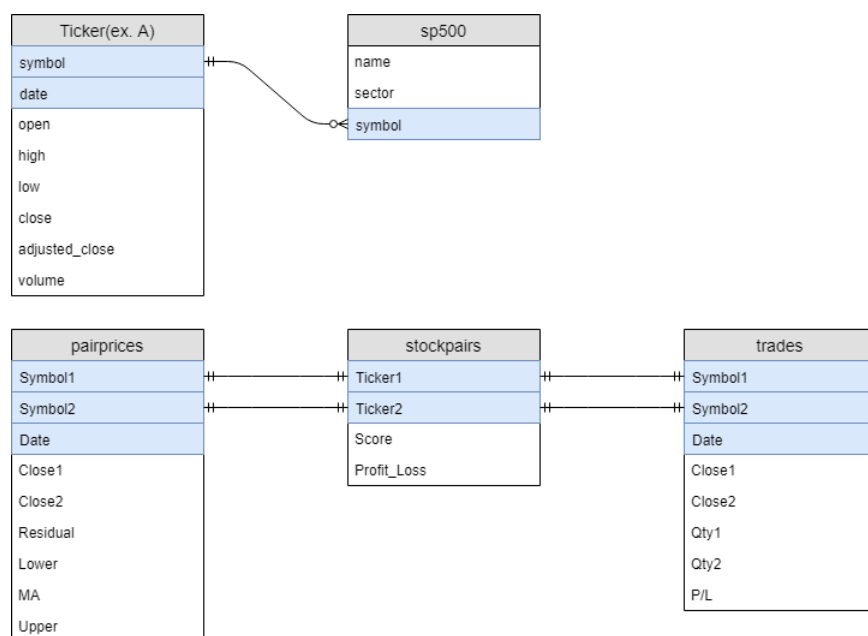 Ticker(ex. A)
symbol
date
open
high
low
close
adjusted_close
volume
sp500
name
sector
symbol
pairprices
Symbol1
Symbol2
Date
Close1
Close2
Residual
Lower
MA
Upper
stockpairs
Ticker1
Ticker2
Score
Profit_Loss
trades
Symbol1
Symbol2
Date
Close1
Close2
Qty1
Qty2
P/L